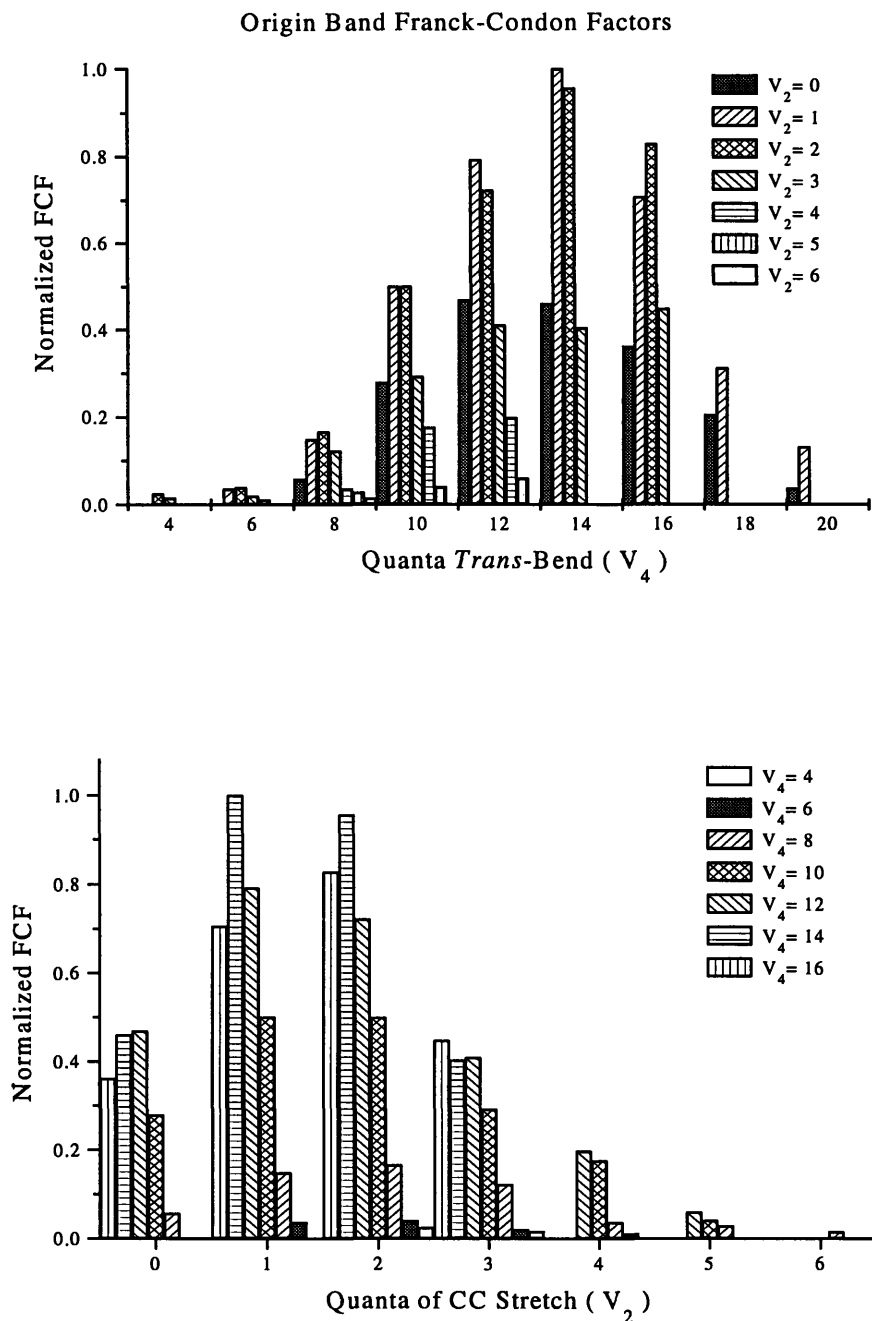 Origin Band Franck-Condon Factors
Normalized FCF
1.0
0.8
0.6
0.4
0.2
0.0
V2= 0
V2= 1
V2= 2
V2= 3
V2= 4
V2= 5
V2= 6
4 6 8 10 12 14 16 18 20
Quanta Trans-Bend ( V4 )
Normalized FCF
1.0
0.8
0.6
0.4
0.2
0.0
V4= 4
V4= 6
V4= 8
V4= 10
V4= 12
V4= 14
V4= 16
0 1 2 3 4 5 6
Quanta of CC Stretch ( V2 )